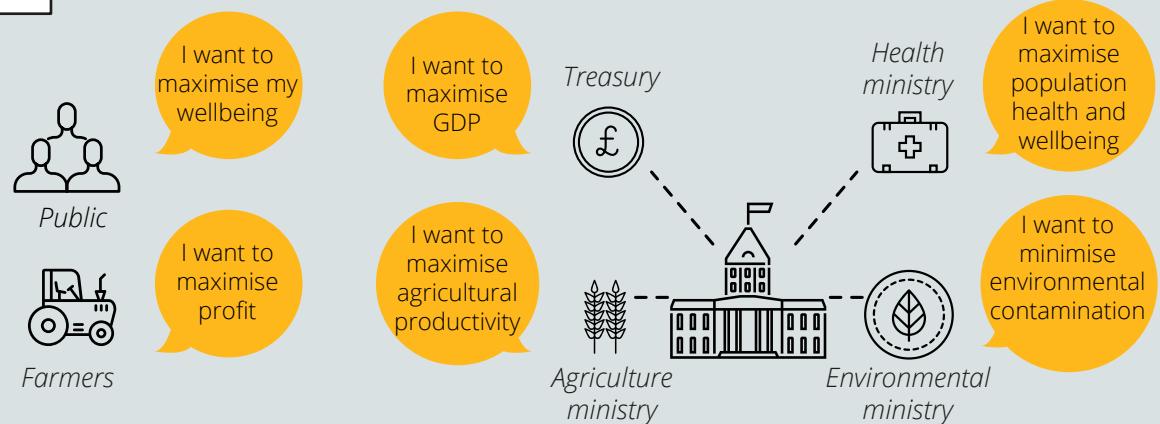 I want to
maximise my
wellbeing
Public
I want to
maximise
GDP
Treasury
£
Health
ministry
I want to
maximise
population
health and
wellbeing
I want to
maximise
profit
Farmers
I want to
maximise
agricultural
productivity
Agriculture
ministry
Environmental
ministry
I want to
minimise
environmental
contamination